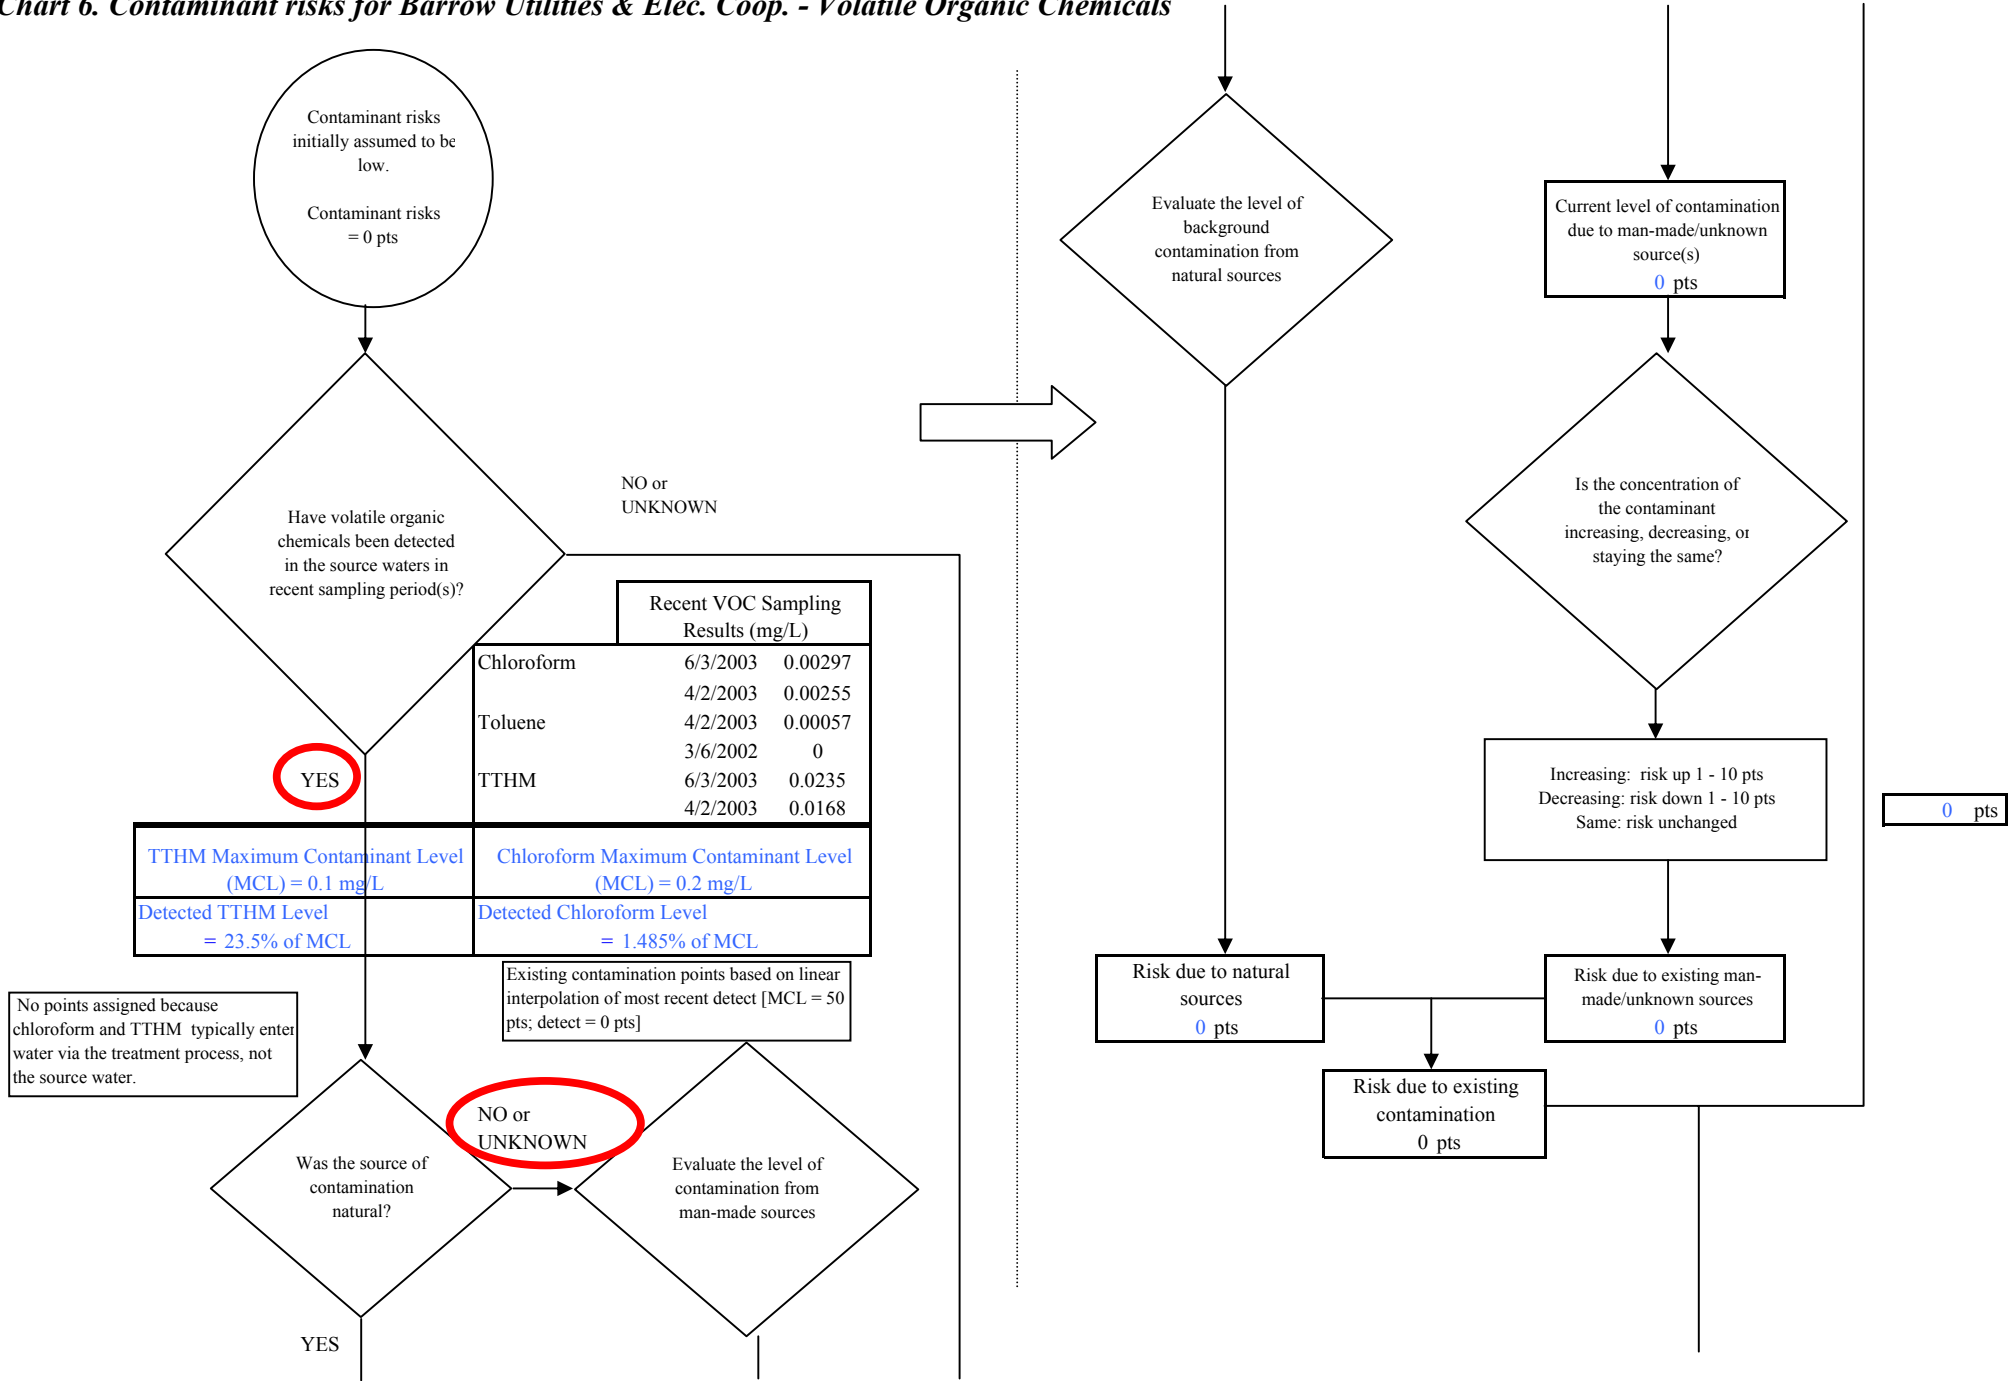 Chart 6. Contaminant risks for Barrow Utilities & Elec. Coop. - Volatile Organic Chemicals
Contaminant risks
initially assumed to be
low.
Contaminant risks
= 0 pts
Have volatile organic
chemicals been detected
in the source waters in
recent sampling period(s)?
NO or
UNKNOWN
Recent VOC Sampling
Results (mg/L)
Chloroform 6/3/2003 0.00297
4/2/2003 0.00255
Toluene 4/2/2003 0.00057
3/6/2002 0
TTHM 6/3/2003 0.0235
4/2/2003 0.0168
YES
TTHM Maximum Contaminant Level
(MCL) = 0.1 mg/L
Chloroform Maximum Contaminant Level
(MCL) = 0.2 mg/L
Detected TTHM Level
= 23.5% of MCL
Detected Chloroform Level
= 1.485% of MCL
Existing contamination points based on linear
interpolation of most recent detect [MCL = 50
pts; detect = 0 pts]
No points assigned because
chloroform and TTHM typically enter
water via the treatment process, not
the source water.
Was the source of
contamination
natural?
NO or
UNKNOWN
Evaluate the level of
contamination from
man-made sources
YES
Evaluate the level of
background
contamination from
natural sources
Current level of contamination
due to man-made/unknown
source(s)
0 pts
Is the concentration of
the contaminant
increasing, decreasing, or
staying the same?
Increasing: risk up 1 - 10 pts
Decreasing: risk down 1 - 10 pts
Same: risk unchanged
0 pts
Risk due to natural
sources
0 pts
Risk due to existing man-
made/unknown sources
0 pts
Risk due to existing
contamination
0 pts